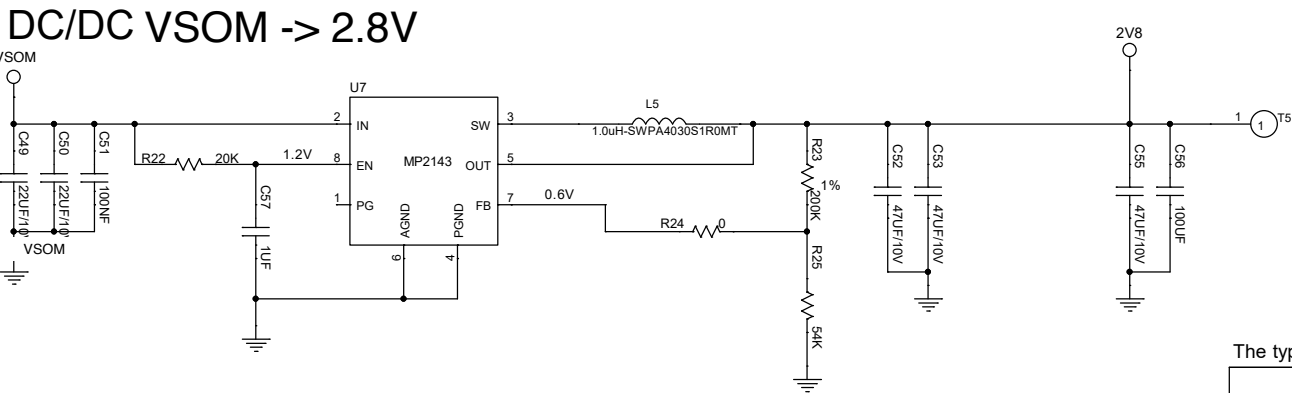 DC/DC VSOM -> 2.8V
VSOM
2V8
U7
C49
22UF/10V
C50
22UF/10V
C51
100NF
VSOM
R22
20K
1.2V
C57
1UF
2
IN
8
EN
1
PG
MP2143
AGND
6
PGND
4
SW
3
OUT
5
FB
7
L5
1.0uH-SWPA4030S1R0MT
0.6V
R24
0
R23
1%
200K
R25
54K
C52
47UF/10V
C53
47UF/10V
C55
47UF/10V
C56
100UF
1
1
T5
The typ